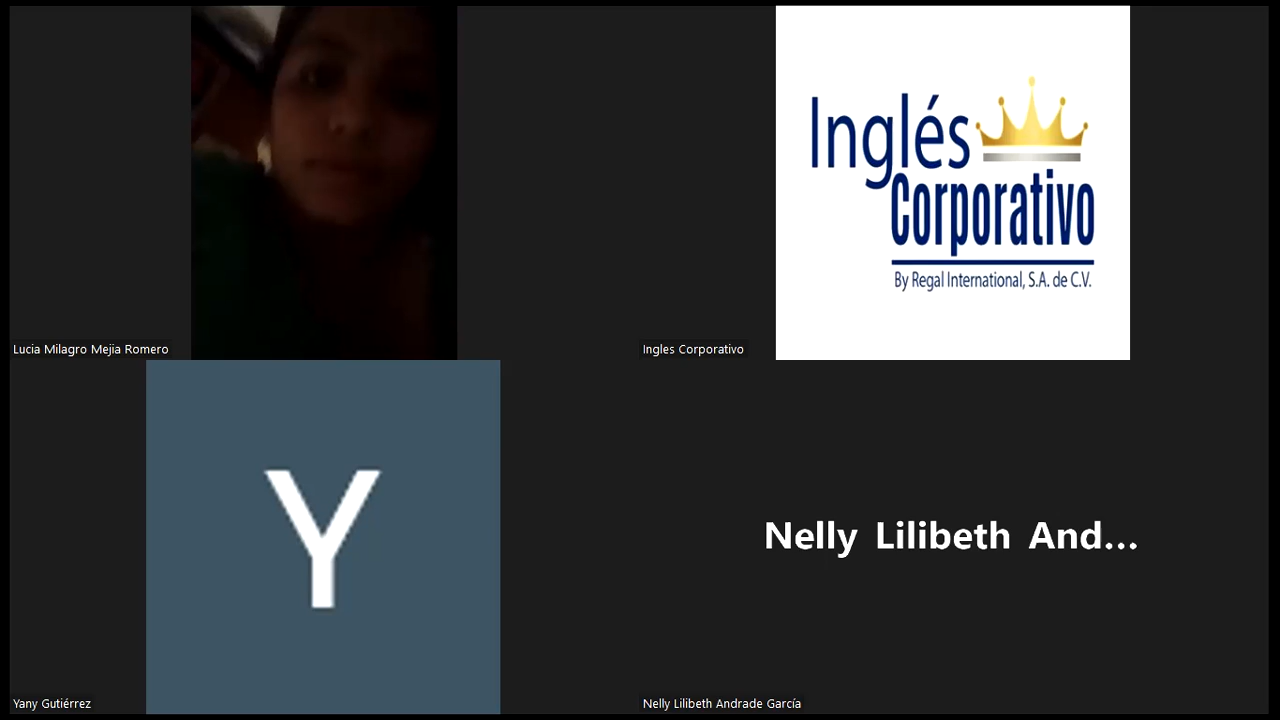 Inglés
Corporativo
By Regal International, S.A. de C.V.
Lucia Milagro Mejia Romero
Ingles Corporativo
Y
Nelly Lilibeth And...
Yany Gutiérrez
Nelly Lilibeth Andrade García